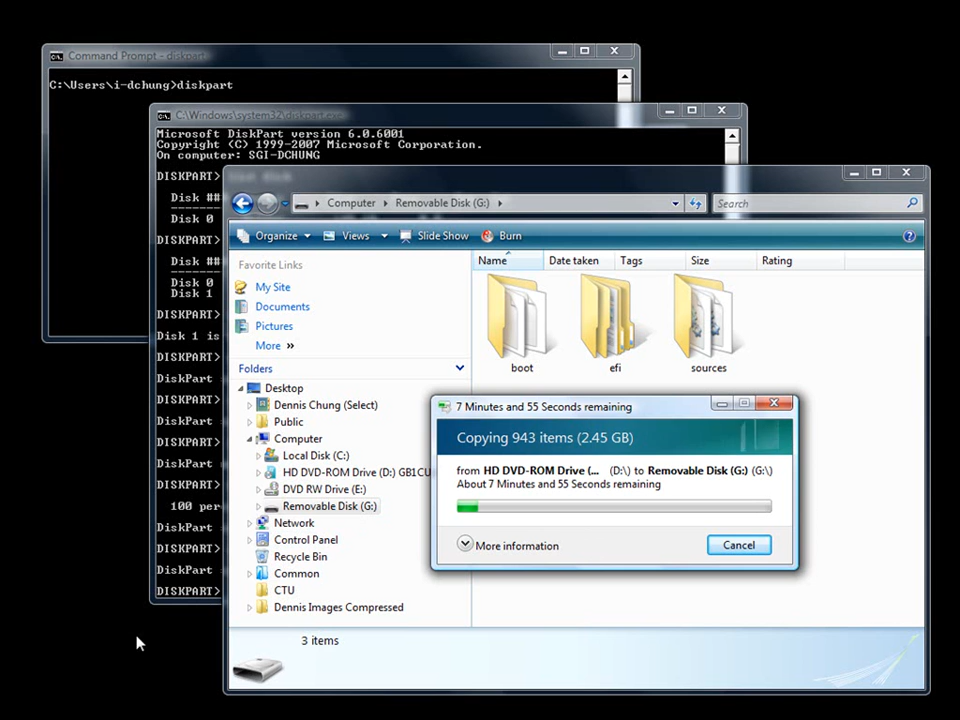 Command Prompt - diskpart
C:\Users\i-dchung>diskpart
C:\Windows\system32\diskpart.exe
Microsoft DiskPart version 6.0.6001
Copyright (C) 1999-2007 Microsoft Corporation.
On computer: SGI-DCHUNG
DISKPART> list disk
Disk ##
Disk 0
DISKPART>
Disk ##
Disk 0
Disk 1
DISKPART>
Disk 1 is
DISKPART>
DiskPart
DISKPART>
DiskPart
DISKPART>
DiskPart
DISKPART>
100 per
DiskPart
DISKPART>
DiskPart
DISKPART>
Computer Removable Disk (G:)
Search
Organize Views Slide Show Burn
Favorite Links
My Site
Documents
Pictures
More »
Folders
Desktop
Dennis Chung (Select)
Public
Computer
Local Disk (C:)
HD DVD-ROM Drive (D:) GB1CU
DVD RW Drive (E:)
Removable Disk (G:)
Network
Control Panel
Recycle Bin
Common
CTU
Dennis Images Compressed
Name Date taken Tags Size Rating
boot efi sources
7 Minutes and 55 Seconds remaining
Copying 943 items (2.45 GB)
from HD DVD-ROM Drive (... (D:\) to Removable Disk (G:) (G:\)
About 7 Minutes and 55 Seconds remaining
More information
Cancel
3 items